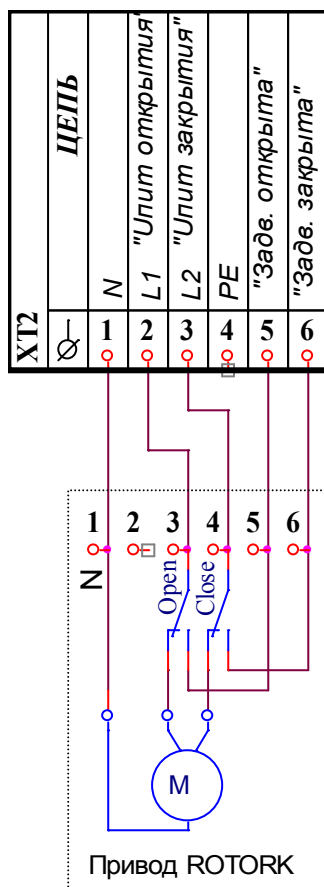 XT2
ЦЕПЬ
1 N
2 L1 "Uпит открытия"
3 L2 "Uпит закрытия"
4 PE
5 "Задв. открыта"
6 "Задв. закрыта"
1 2 3 4 5 6
N
Open
Close
M
Привод ROTORK